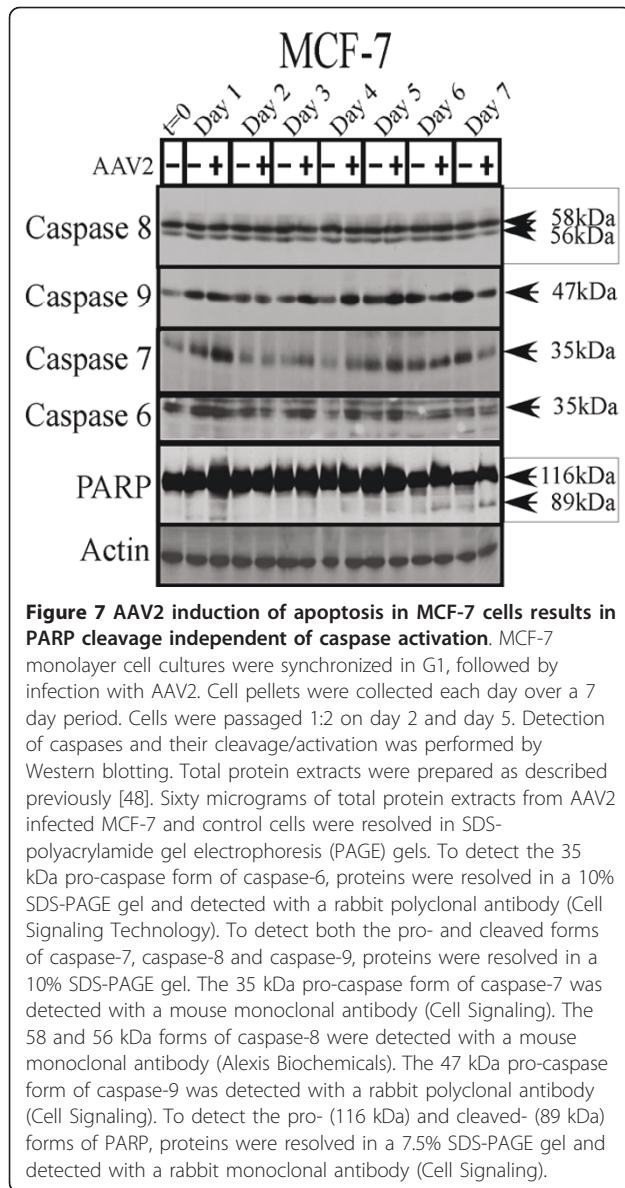 MCF-7
t=0 Day 1 Day 2 Day 3 Day 4 Day 5 Day 6 Day 7
AAV2 - - + - + - + - + - + - + - +
Caspase 8 58kDa
56kDa
Caspase 9 47kDa
Caspase 7 35kDa
Caspase 6 35kDa
PARP 116kDa
89kDa
Actin
Figure 7 AAV2 induction of apoptosis in MCF-7 cells results in
PARP cleavage independent of caspase activation. MCF-7
monolayer cell cultures were synchronized in G1, followed by
infection with AAV2. Cell pellets were collected each day over a 7
day period. Cells were passaged 1:2 on day 2 and day 5. Detection
of caspases and their cleavage/activation was performed by
Western blotting. Total protein extracts were prepared as described
previously [48]. Sixty micrograms of total protein extracts from AAV2
infected MCF-7 and control cells were resolved in SDS-
polyacrylamide gel electrophoresis (PAGE) gels. To detect the 35
kDa pro-caspase form of caspase-6, proteins were resolved in a 10%
SDS-PAGE gel and detected with a rabbit polyclonal antibody (Cell
Signaling Technology). To detect both the pro- and cleaved forms
of caspase-7, caspase-8 and caspase-9, proteins were resolved in a
10% SDS-PAGE gel. The 35 kDa pro-caspase form of caspase-7 was
detected with a mouse monoclonal antibody (Cell Signaling). The
58 and 56 kDa forms of caspase-8 were detected with a mouse
monoclonal antibody (Alexis Biochemicals). The 47 kDa pro-caspase
form of caspase-9 was detected with a rabbit polyclonal antibody
(Cell Signaling). To detect the pro- (116 kDa) and cleaved- (89 kDa)
forms of PARP, proteins were resolved in a 7.5% SDS-PAGE gel and
detected with a rabbit monoclonal antibody (Cell Signaling).